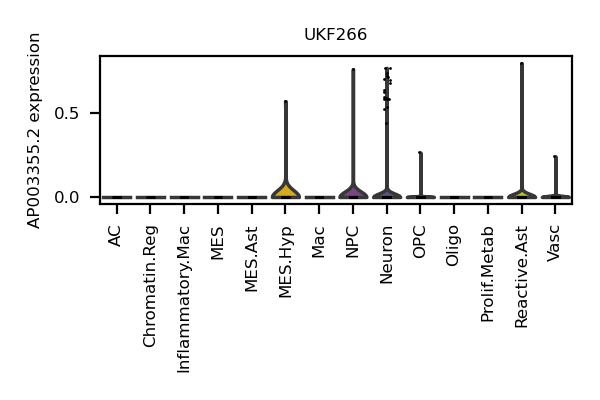 UKF266
AP003355.2 expression
0.5
0.0
AC
Chromatin.Reg
Inflammatory.Mac
MES
MES.Ast
MES.Hyp
Mac
NPC
Neuron
OPC
Oligo
Prolif.Metab
Reactive.Ast
Vasc